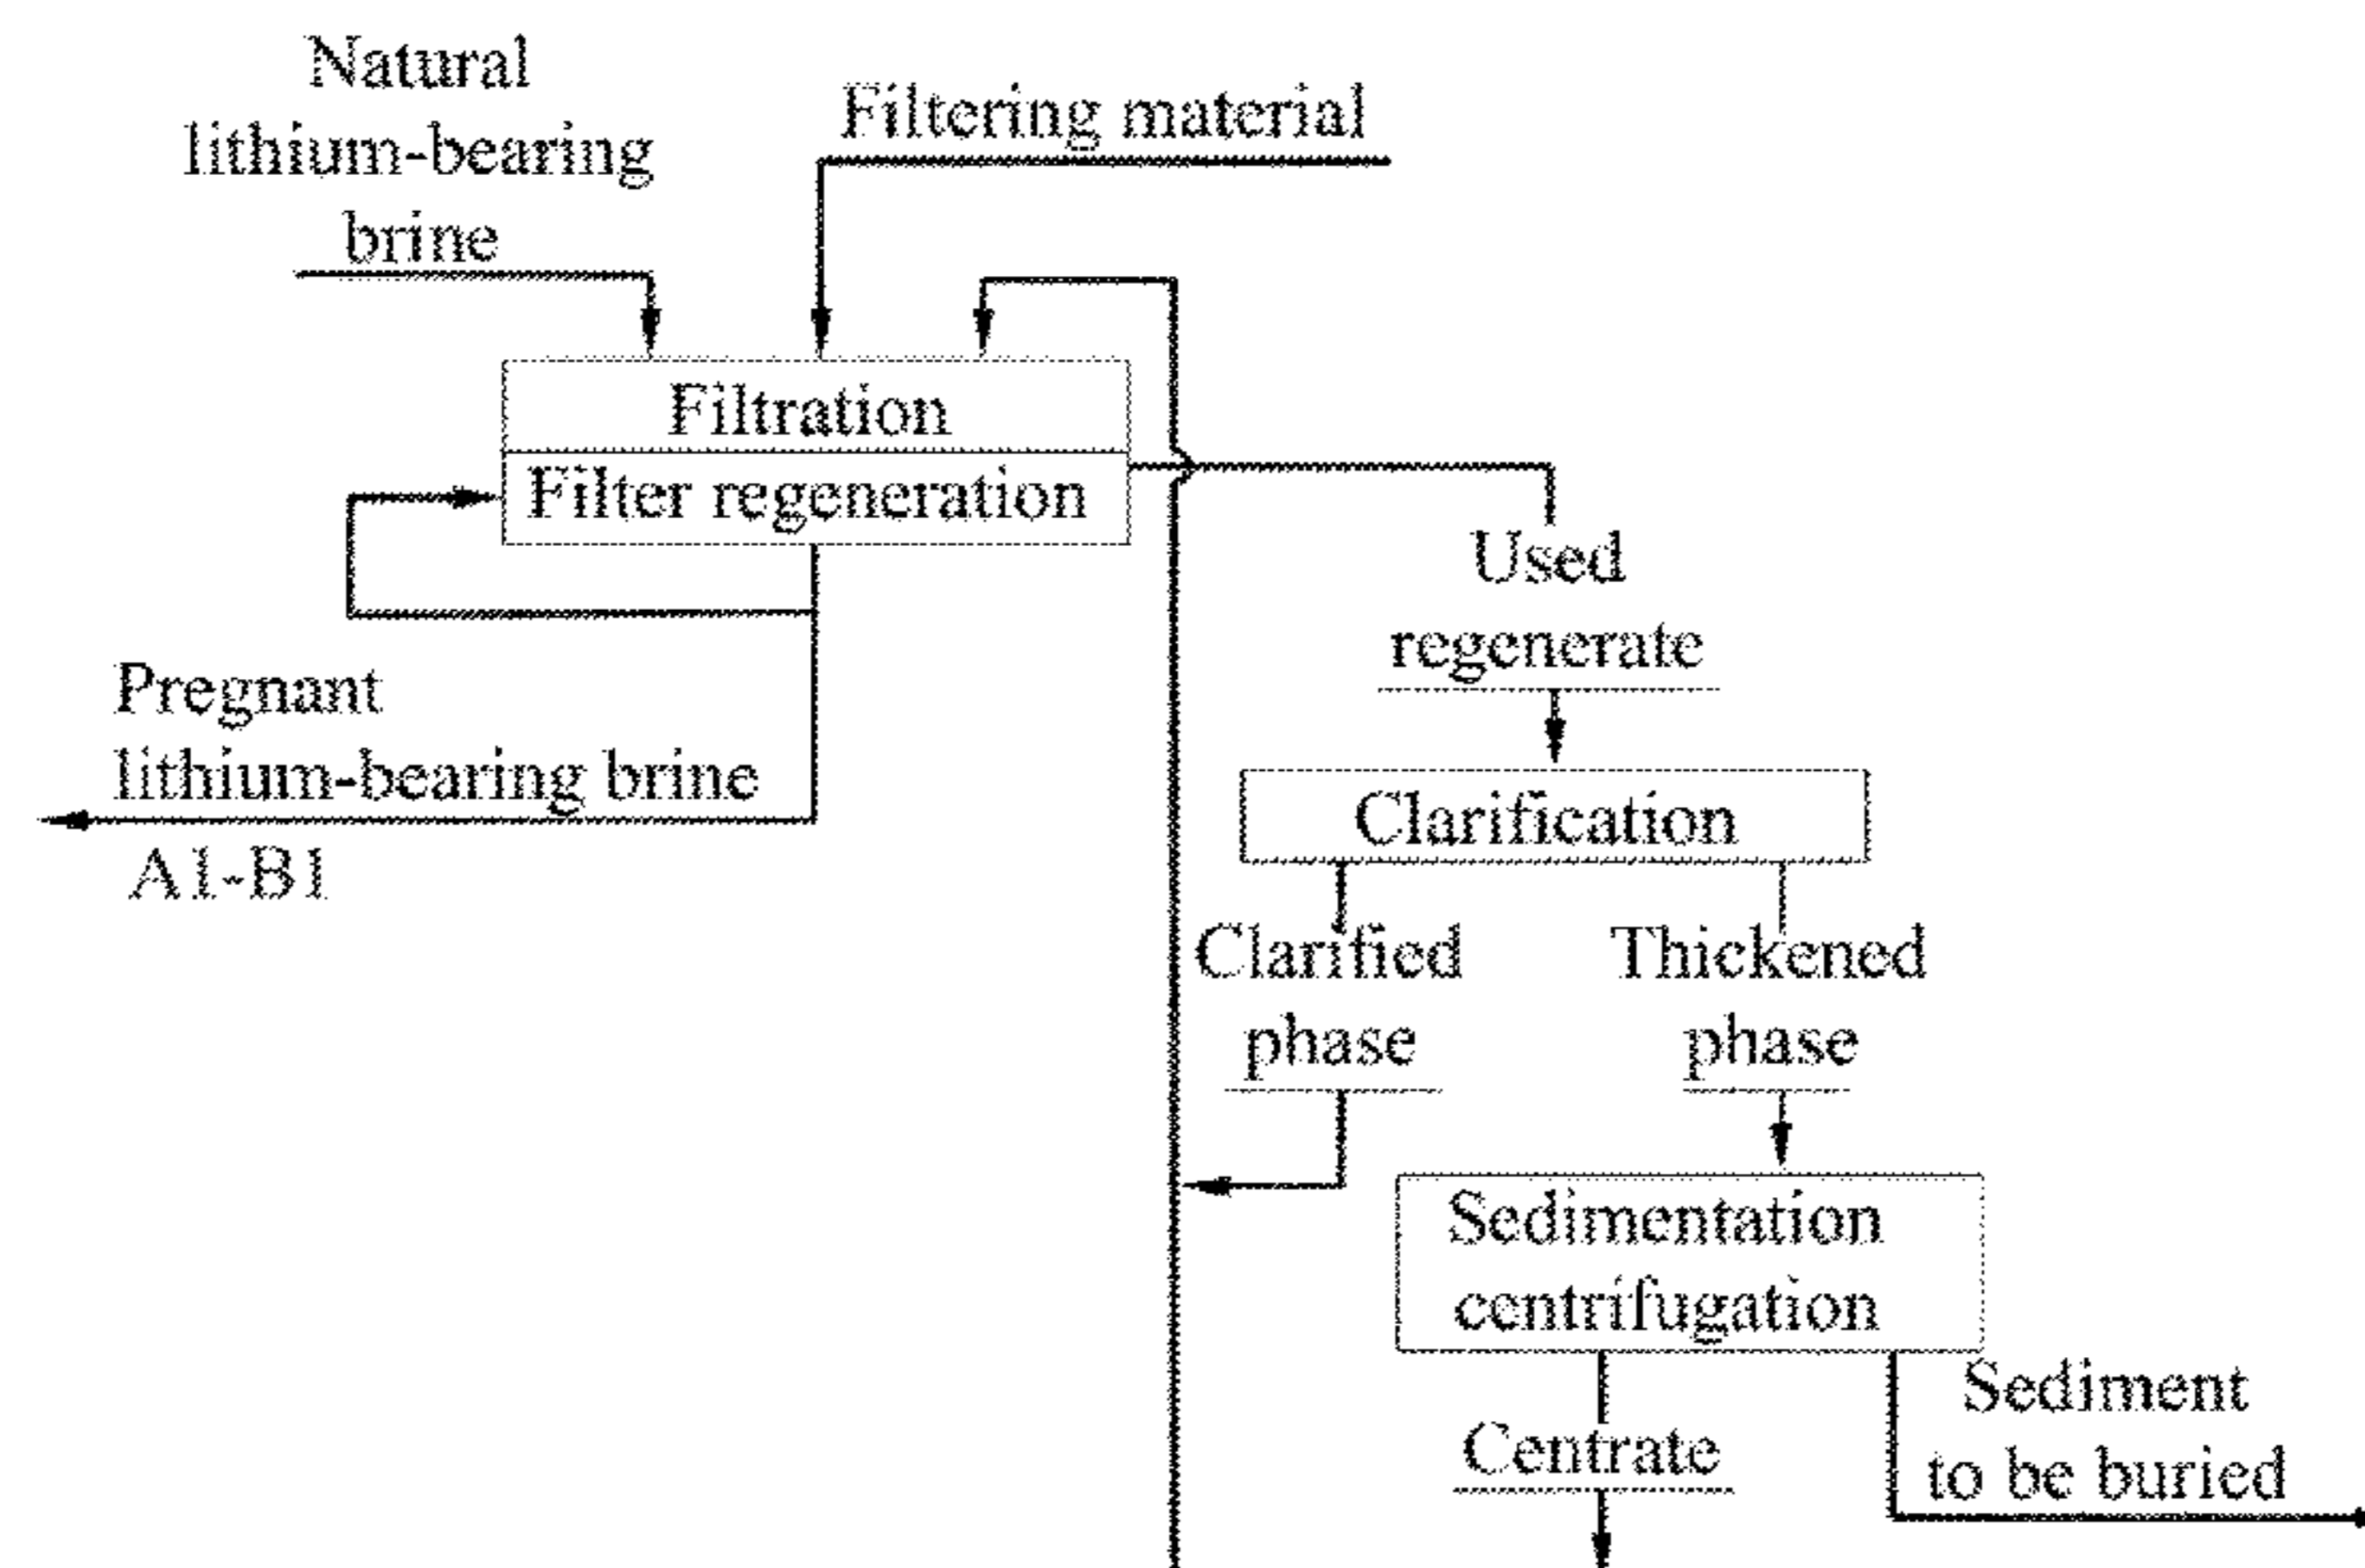 Natural
lithium-bearing
brine
Filtering material
Filtration
Filter regeneration
Used
regenerate
Pregnant
lithium-bearing brine
A1-B1
Clarification
Clarified
phase
Thickened
phase
Sedimentation
centrifugation
Centrate
Sediment
to be buried